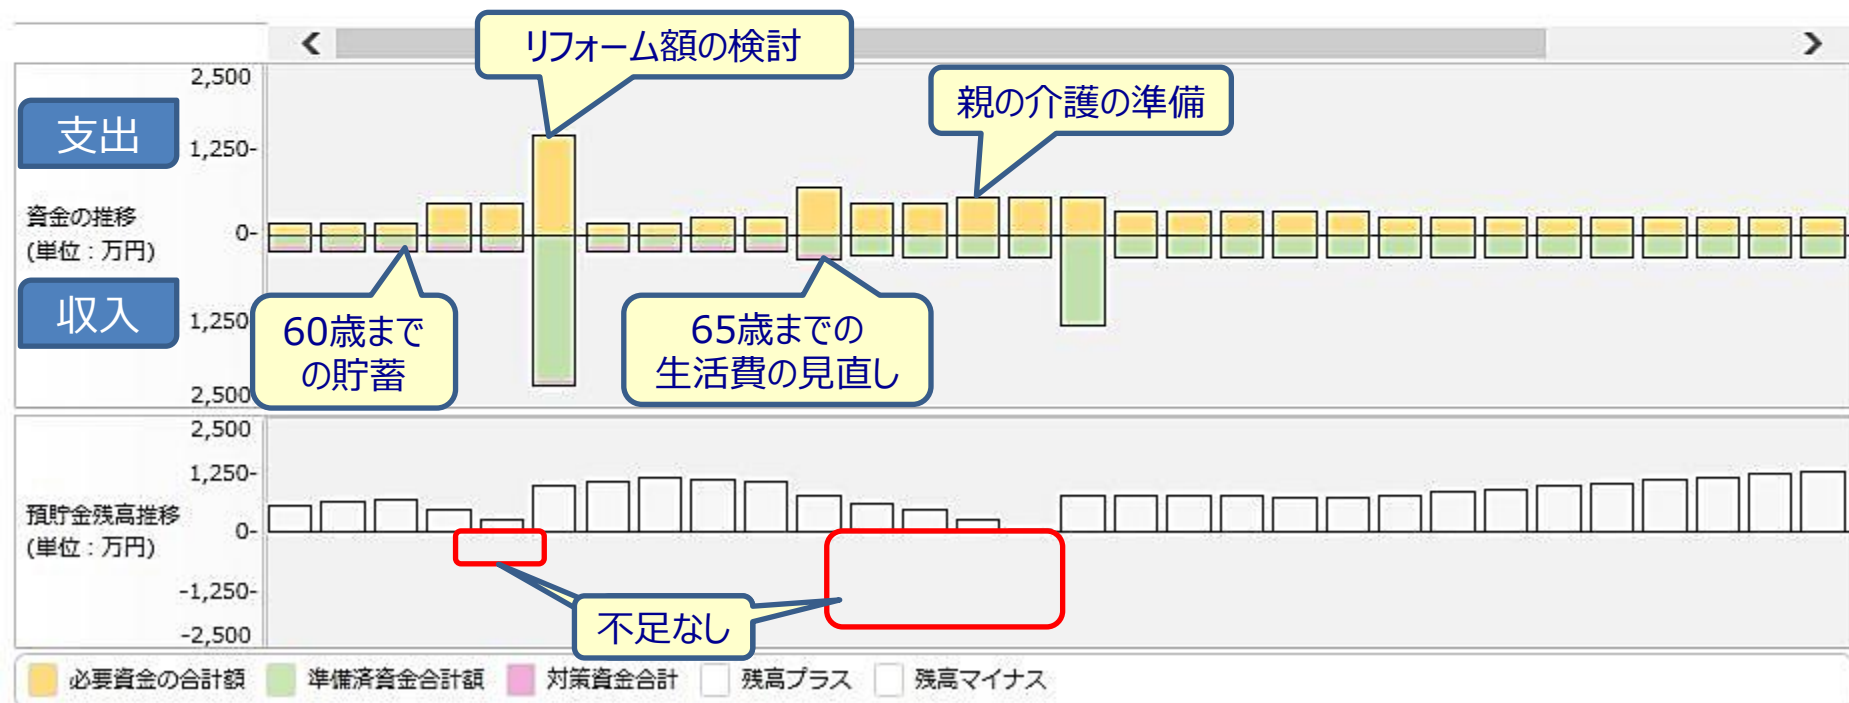 リフォーム額の検討
親の介護の準備
2,500
支出
1,250-
資金の推移
(単位：万円)
0-
収入
1,250
60歳まで
の貯蓄
65歳までの
生活費の見直し
2,500
2,500
1,250-
預貯金残高推移
(単位：万円)
0-
-1,250-
不足なし
-2,500
必要資金の合計額
準備済資金合計額
対策資金合計
残高プラス
残高マイナス